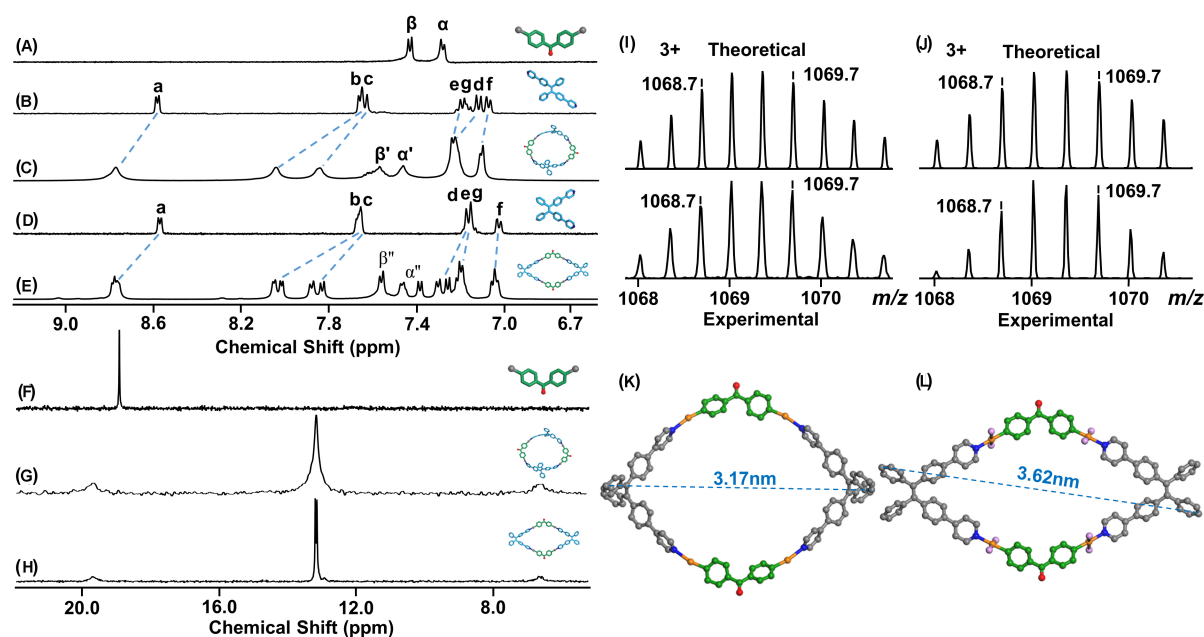 (A)
β α
(B)
a
b c
e g d f
(C)
β' α'
(D)
a
b c
d e g
f
(E)
β'' α''
9.0 8.6 8.2 7.8 7.4 7.0 6.7
Chemical Shift (ppm)
(F)
(G)
(H)
20.0 16.0 12.0 8.0
Chemical Shift (ppm)
(I)
3+ Theoretical
1068.7 1069.7
1068.7 1069.7
1068 1069 1070 m/z
Experimental
(J)
3+ Theoretical
1068.7 1069.7
1068.7 1069.7
1068 1069 1070 m/z
Experimental
(K)
3.17nm
(L)
3.62nm